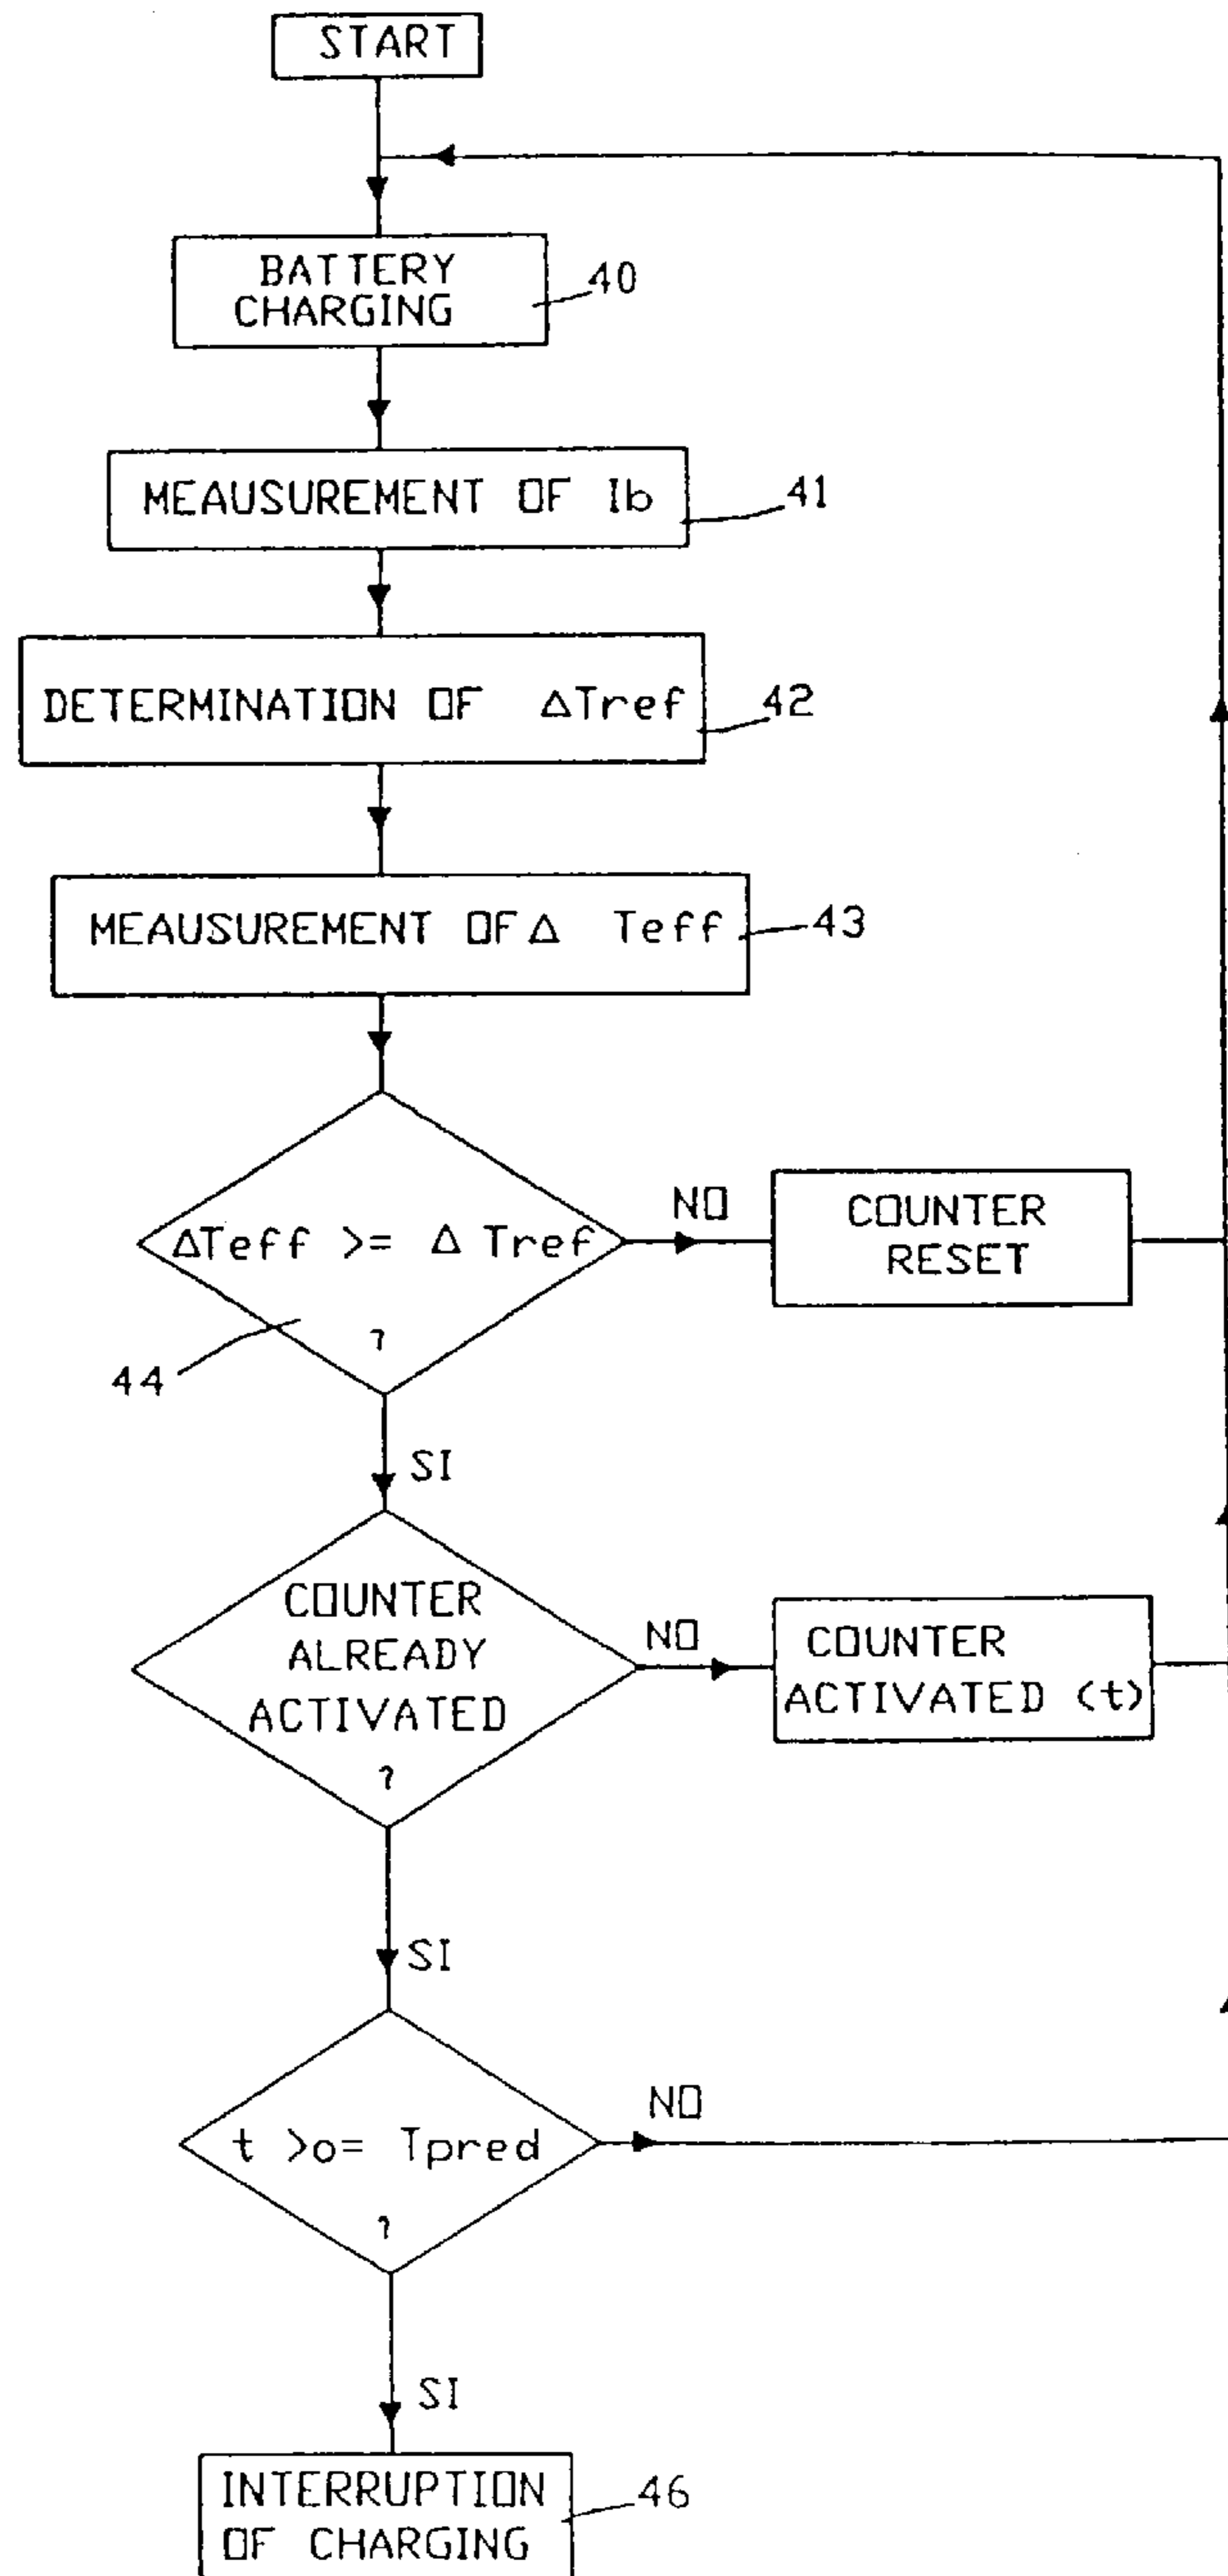 START
BATTERY
CHARGING
40
MEAUSUREMENT OF Ib
41
DETERMINATION OF ΔTref
42
MEAUSUREMENT OF Δ Teff
43
ΔTeff >= Δ Tref
?
44
NO
COUNTER
RESET
SI
COUNTER
ALREADY
ACTIVATED
?
NO
COUNTER
ACTIVATED (t)
SI
t >o= Tpred
?
NO
SI
INTERRUPTION
OF CHARGING
46